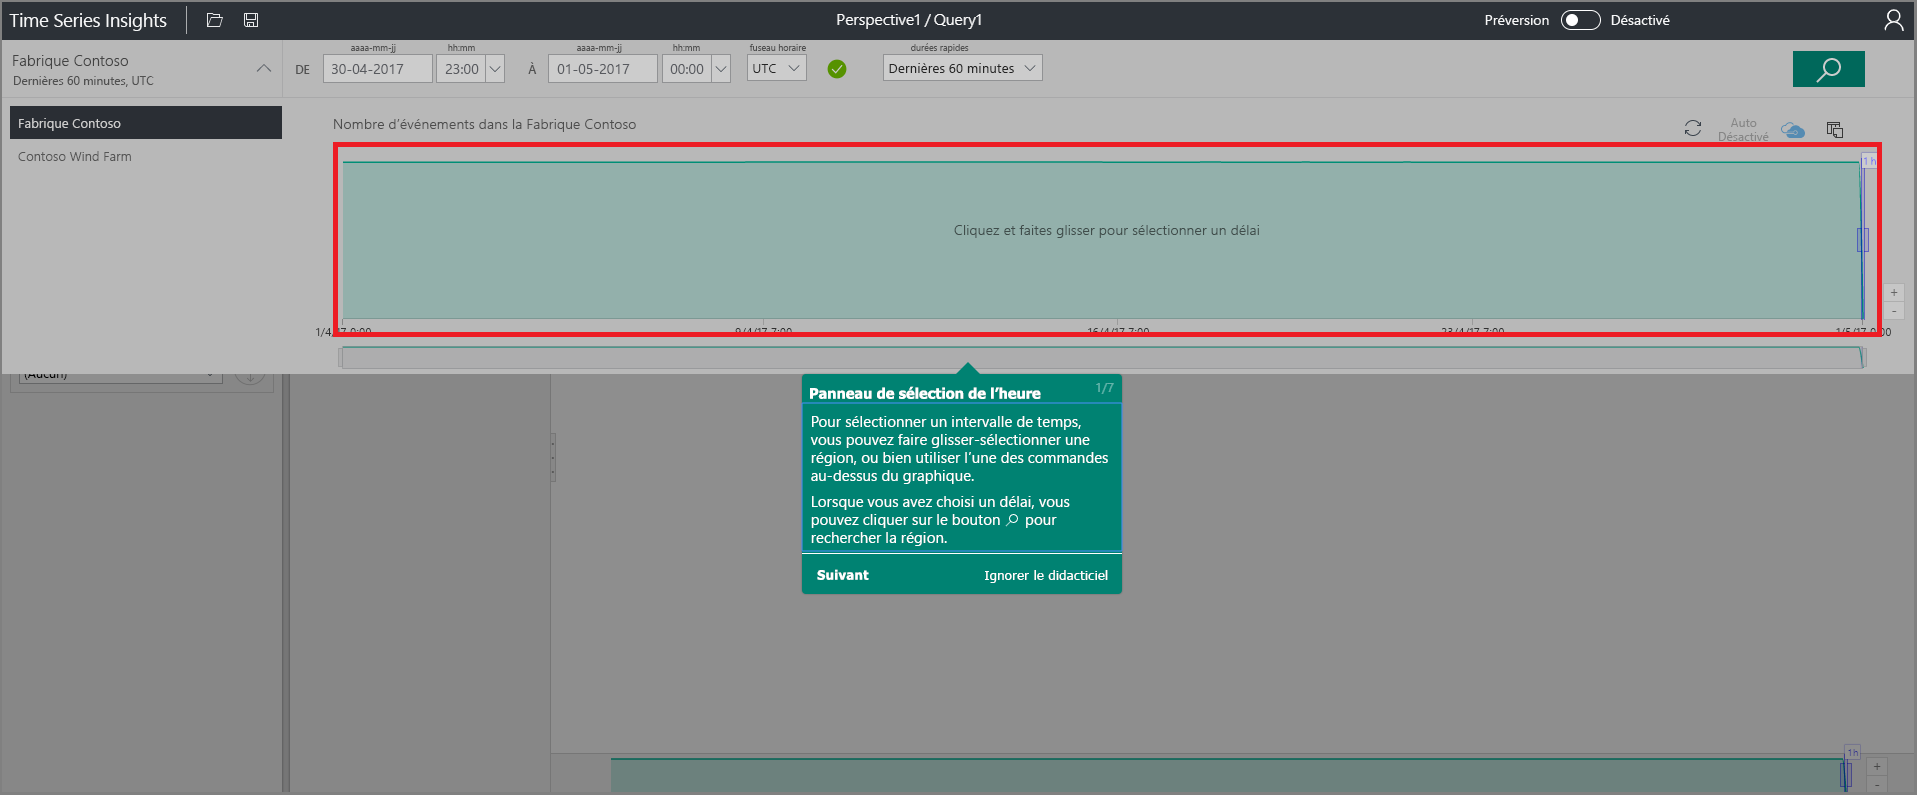 Time Series Insights
Perspective1 / Query1
Préversion
Désactivé
Fabrique Contoso
Dernières 60 minutes, UTC
aaaa-mm-jj
hh:mm
aaaa-mm-jj
hh:mm
fuseau horaire
durées rapides
DE
30-04-2017
23:00
À
01-05-2017
00:00
UTC
Dernières 60 minutes
Fabrique Contoso
Contoso Wind Farm
Nombre d’événements dans la Fabrique Contoso
Auto
Désactivé
1 h
Cliquez et faites glisser pour sélectionner un délai
+
-
1/4/17 0:00
9/4/17 7:00
16/4/17 7:00
23/4/17 7:00
1/5/17 0:00
(Aucun)
Panneau de sélection de l’heure
1/7
Pour sélectionner un intervalle de temps,
vous pouvez faire glisser-sélectionner une
région, ou bien utiliser l’une des commandes
au-dessus du graphique.
Lorsque vous avez choisi un délai, vous
pouvez cliquer sur le bouton pour
rechercher la région.
Suivant
Ignorer le didacticiel
1h
+
-